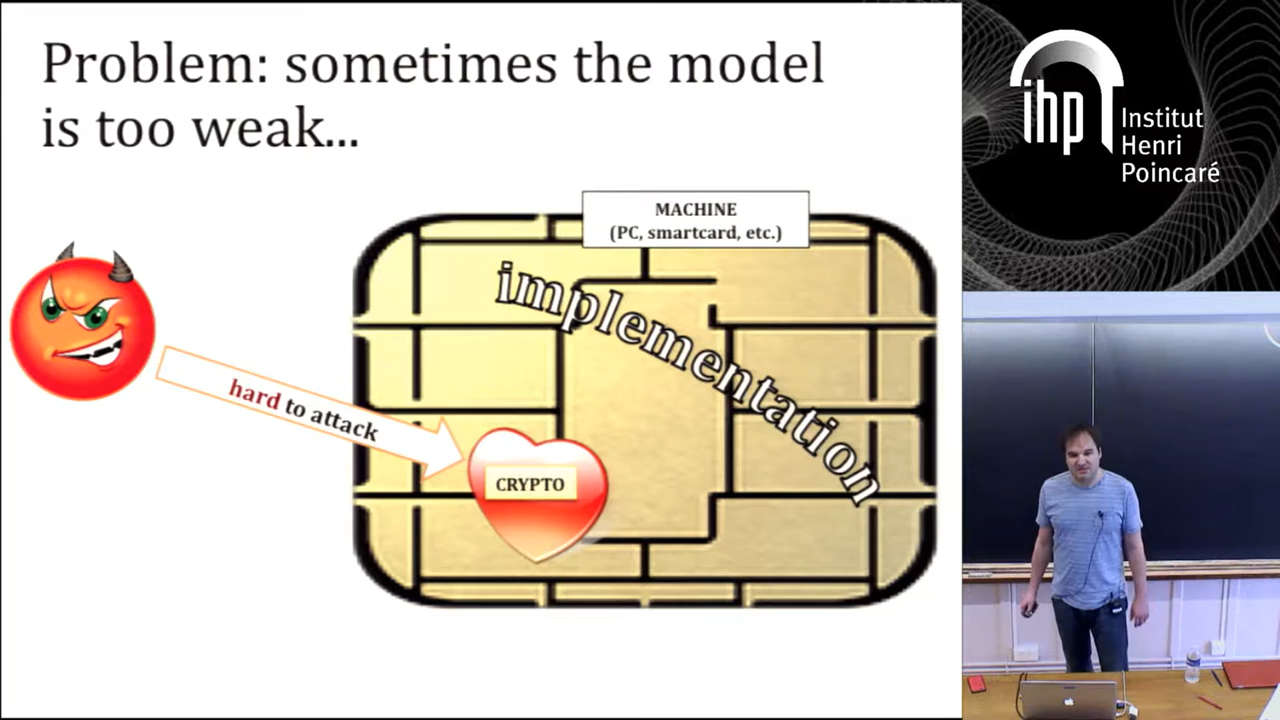 Problem: sometimes the model
is too weak...
MACHINE
(PC, smartcard, etc.)
implementation
hard to attack
CRYPTO
ihp
Institut
Henri
Poincaré